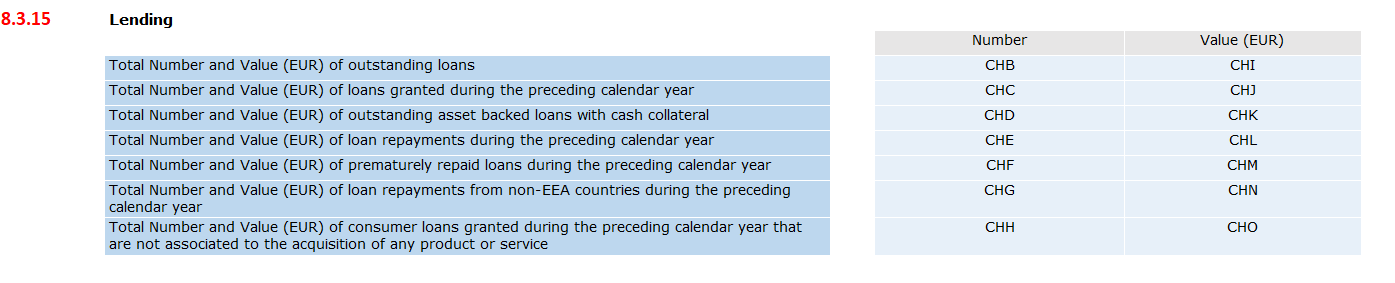 8.3.15 Lending
Number Value (EUR)
Total Number and Value (EUR) of outstanding loans CHB CHI
Total Number and Value (EUR) of loans granted during the preceding calendar year CHC CHJ
Total Number and Value (EUR) of outstanding asset backed loans with cash collateral CHD CHK
Total Number and Value (EUR) of loan repayments during the preceding calendar year CHE CHL
Total Number and Value (EUR) of prematurely repaid loans during the preceding calendar year CHF CHM
Total Number and Value (EUR) of loan repayments from non-EEA countries during the preceding CHG CHN
calendar year
Total Number and Value (EUR) of consumer loans granted during the preceding calendar year that CHH CHO
are not associated to the acquisition of any product or service